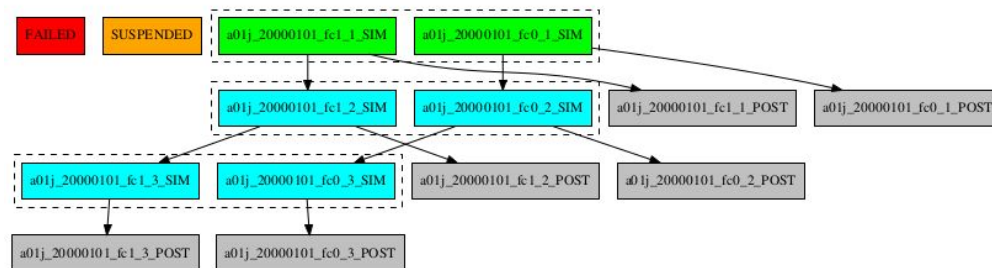 FAILED
SUSPENDED
a01j_20000101_fc1_1_SIM
a01j_20000101_fc0_1_SIM
a01j_20000101_fc1_2_SIM
a01j_20000101_fc0_2_SIM
a01j_20000101_fc1_1_POST
a01j_20000101_fc0_1_POST
a01j_20000101_fc1_3_SIM
a01j_20000101_fc0_3_SIM
a01j_20000101_fc1_2_POST
a01j_20000101_fc0_2_POST
a01j_20000101_fc1_3_POST
a01j_20000101_fc0_3_POST